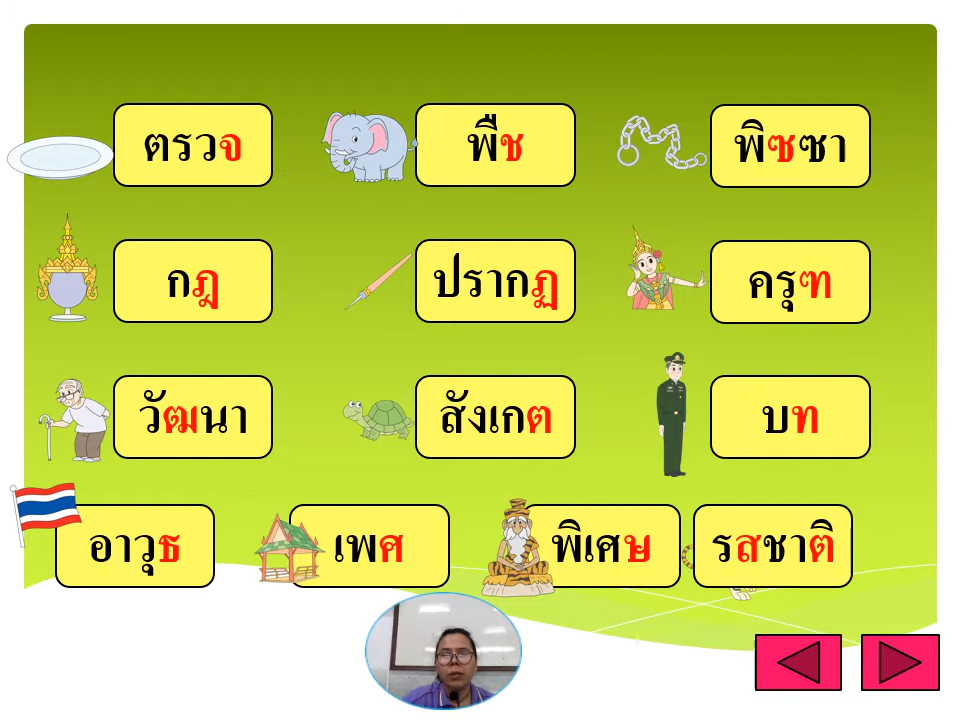 ตรวจ พืช พิซซา
กฎ ปรากฏ ครุฑ
วัฒนา สังเกต บท
อาวุธ เพศ พิเศษ รสชาติ